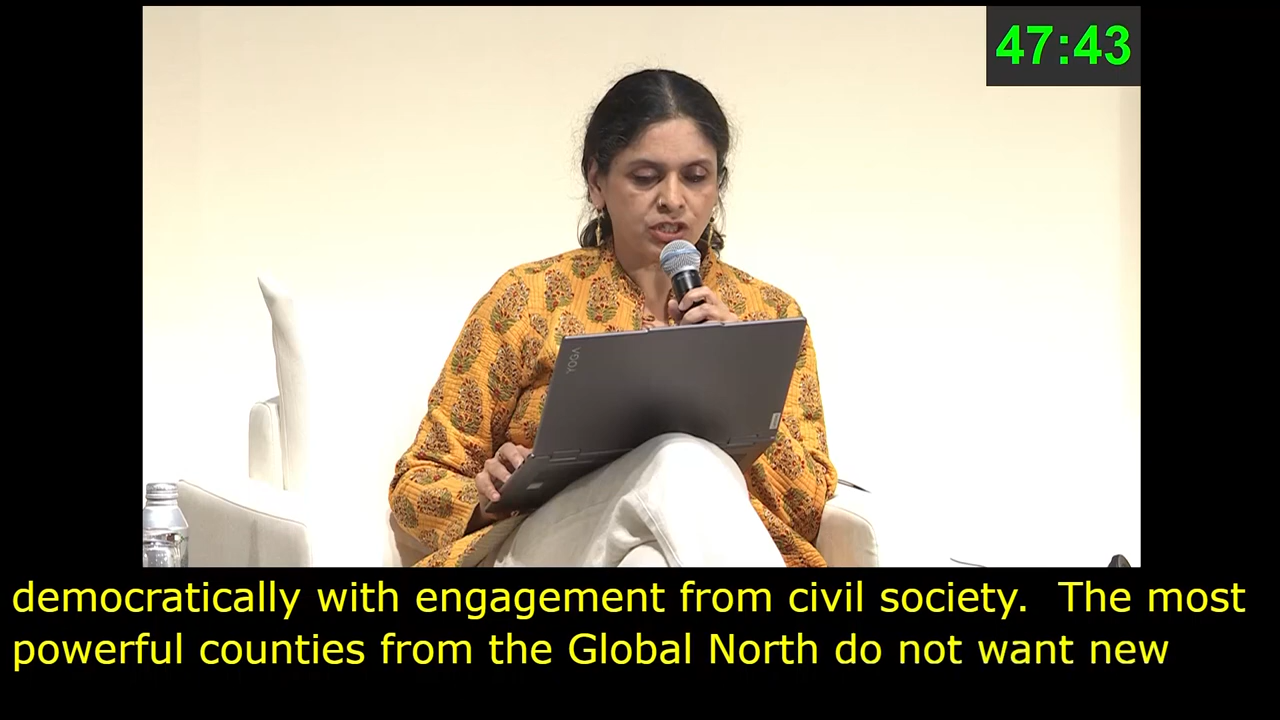 47:43
YOGA
democratically with engagement from civil society.  The most
powerful counties from the Global North do not want new